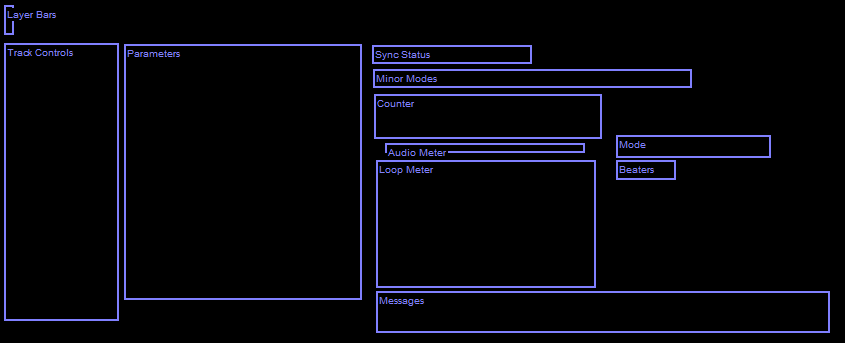 Layer Bars
Track Controls
Parameters
Sync Status
Minor Modes
Counter
Audio Meter
Mode
Loop Meter
Beaters
Messages